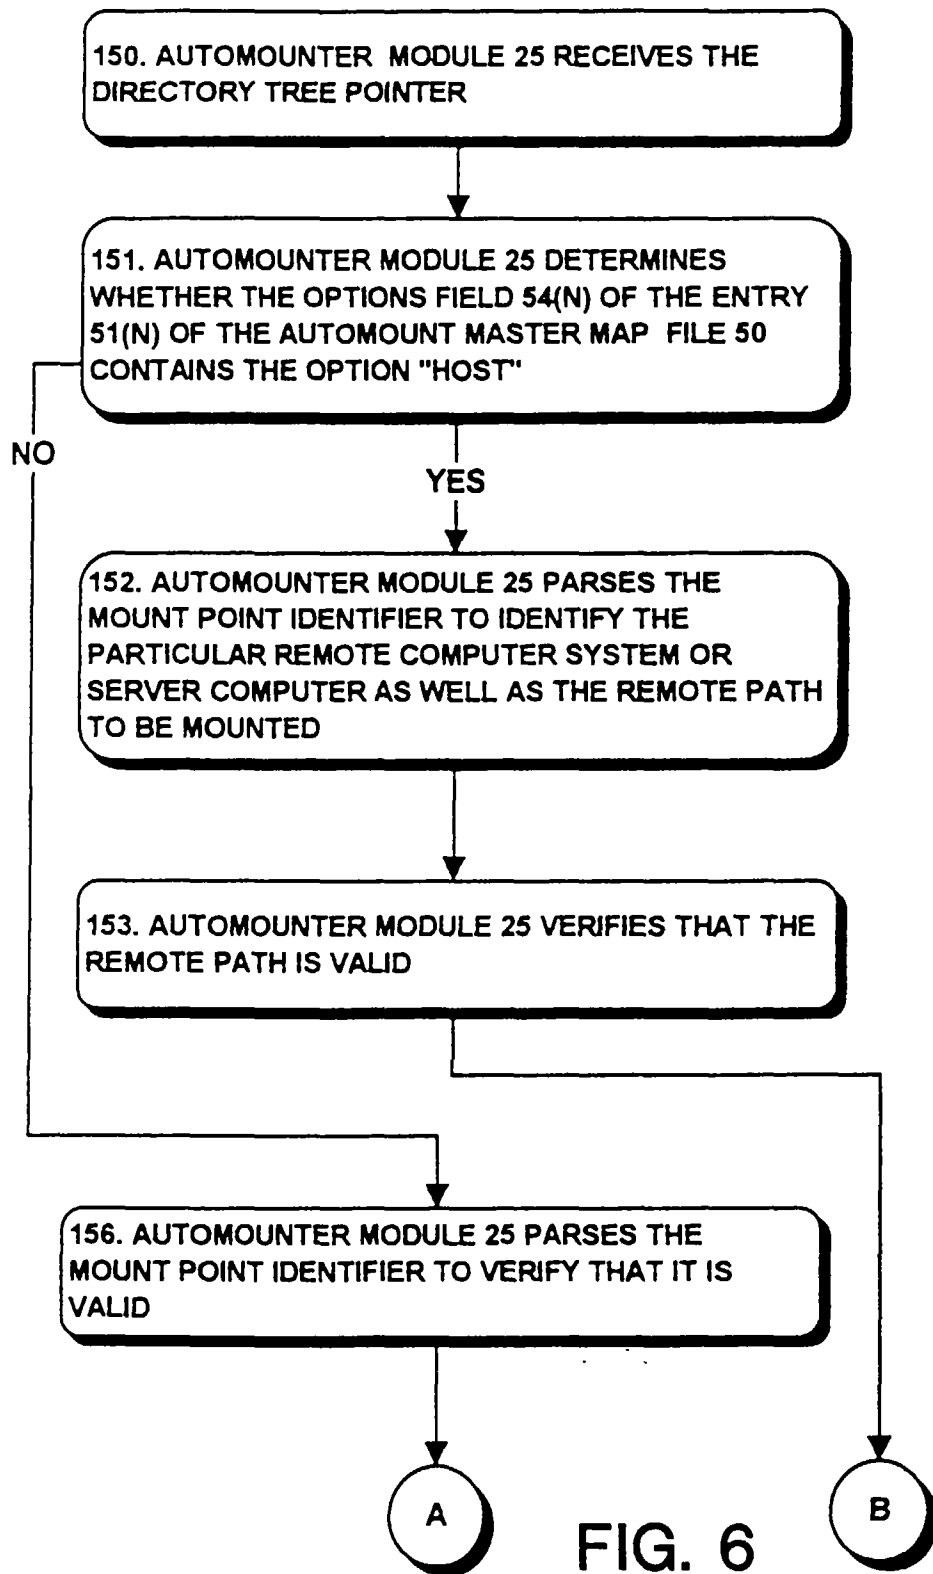 150. AUTOMOUNTER MODULE 25 RECEIVES THE
DIRECTORY TREE POINTER
151. AUTOMOUNTER MODULE 25 DETERMINES
WHETHER THE OPTIONS FIELD 54(N) OF THE ENTRY
51(N) OF THE AUTOMOUNT MASTER MAP FILE 50
CONTAINS THE OPTION "HOST"
NO
YES
152. AUTOMOUNTER MODULE 25 PARSES THE
MOUNT POINT IDENTIFIER TO IDENTIFY THE
PARTICULAR REMOTE COMPUTER SYSTEM OR
SERVER COMPUTER AS WELL AS THE REMOTE PATH
TO BE MOUNTED
153. AUTOMOUNTER MODULE 25 VERIFIES THAT THE
REMOTE PATH IS VALID
156. AUTOMOUNTER MODULE 25 PARSES THE
MOUNT POINT IDENTIFIER TO VERIFY THAT IT IS
VALID
A
B
FIG. 6